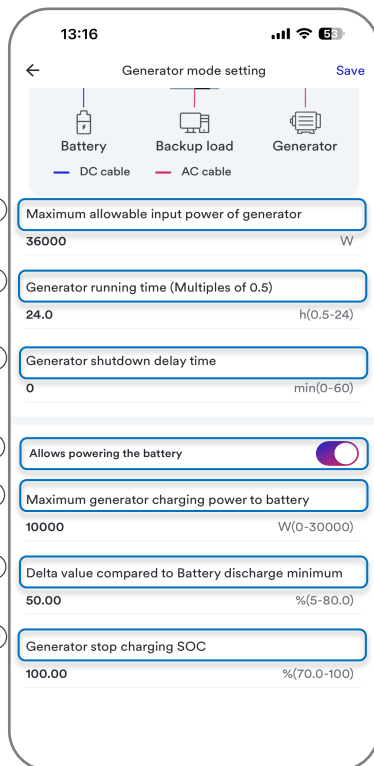 13:16
53
Generator mode setting
Save
Battery
Backup load
Generator
DC cable
AC cable
Maximum allowable input power of generator
36000 W
Generator running time (Multiples of 0.5)
24.0 h(0.5-24)
Generator shutdown delay time
0 min(0-60)
Allows powering the battery
Maximum generator charging power to battery
10000 W(0-30000)
Delta value compared to Battery discharge minimum
50.00 %(5-80.0)
Generator stop charging SOC
100.00 %(70.0-100)